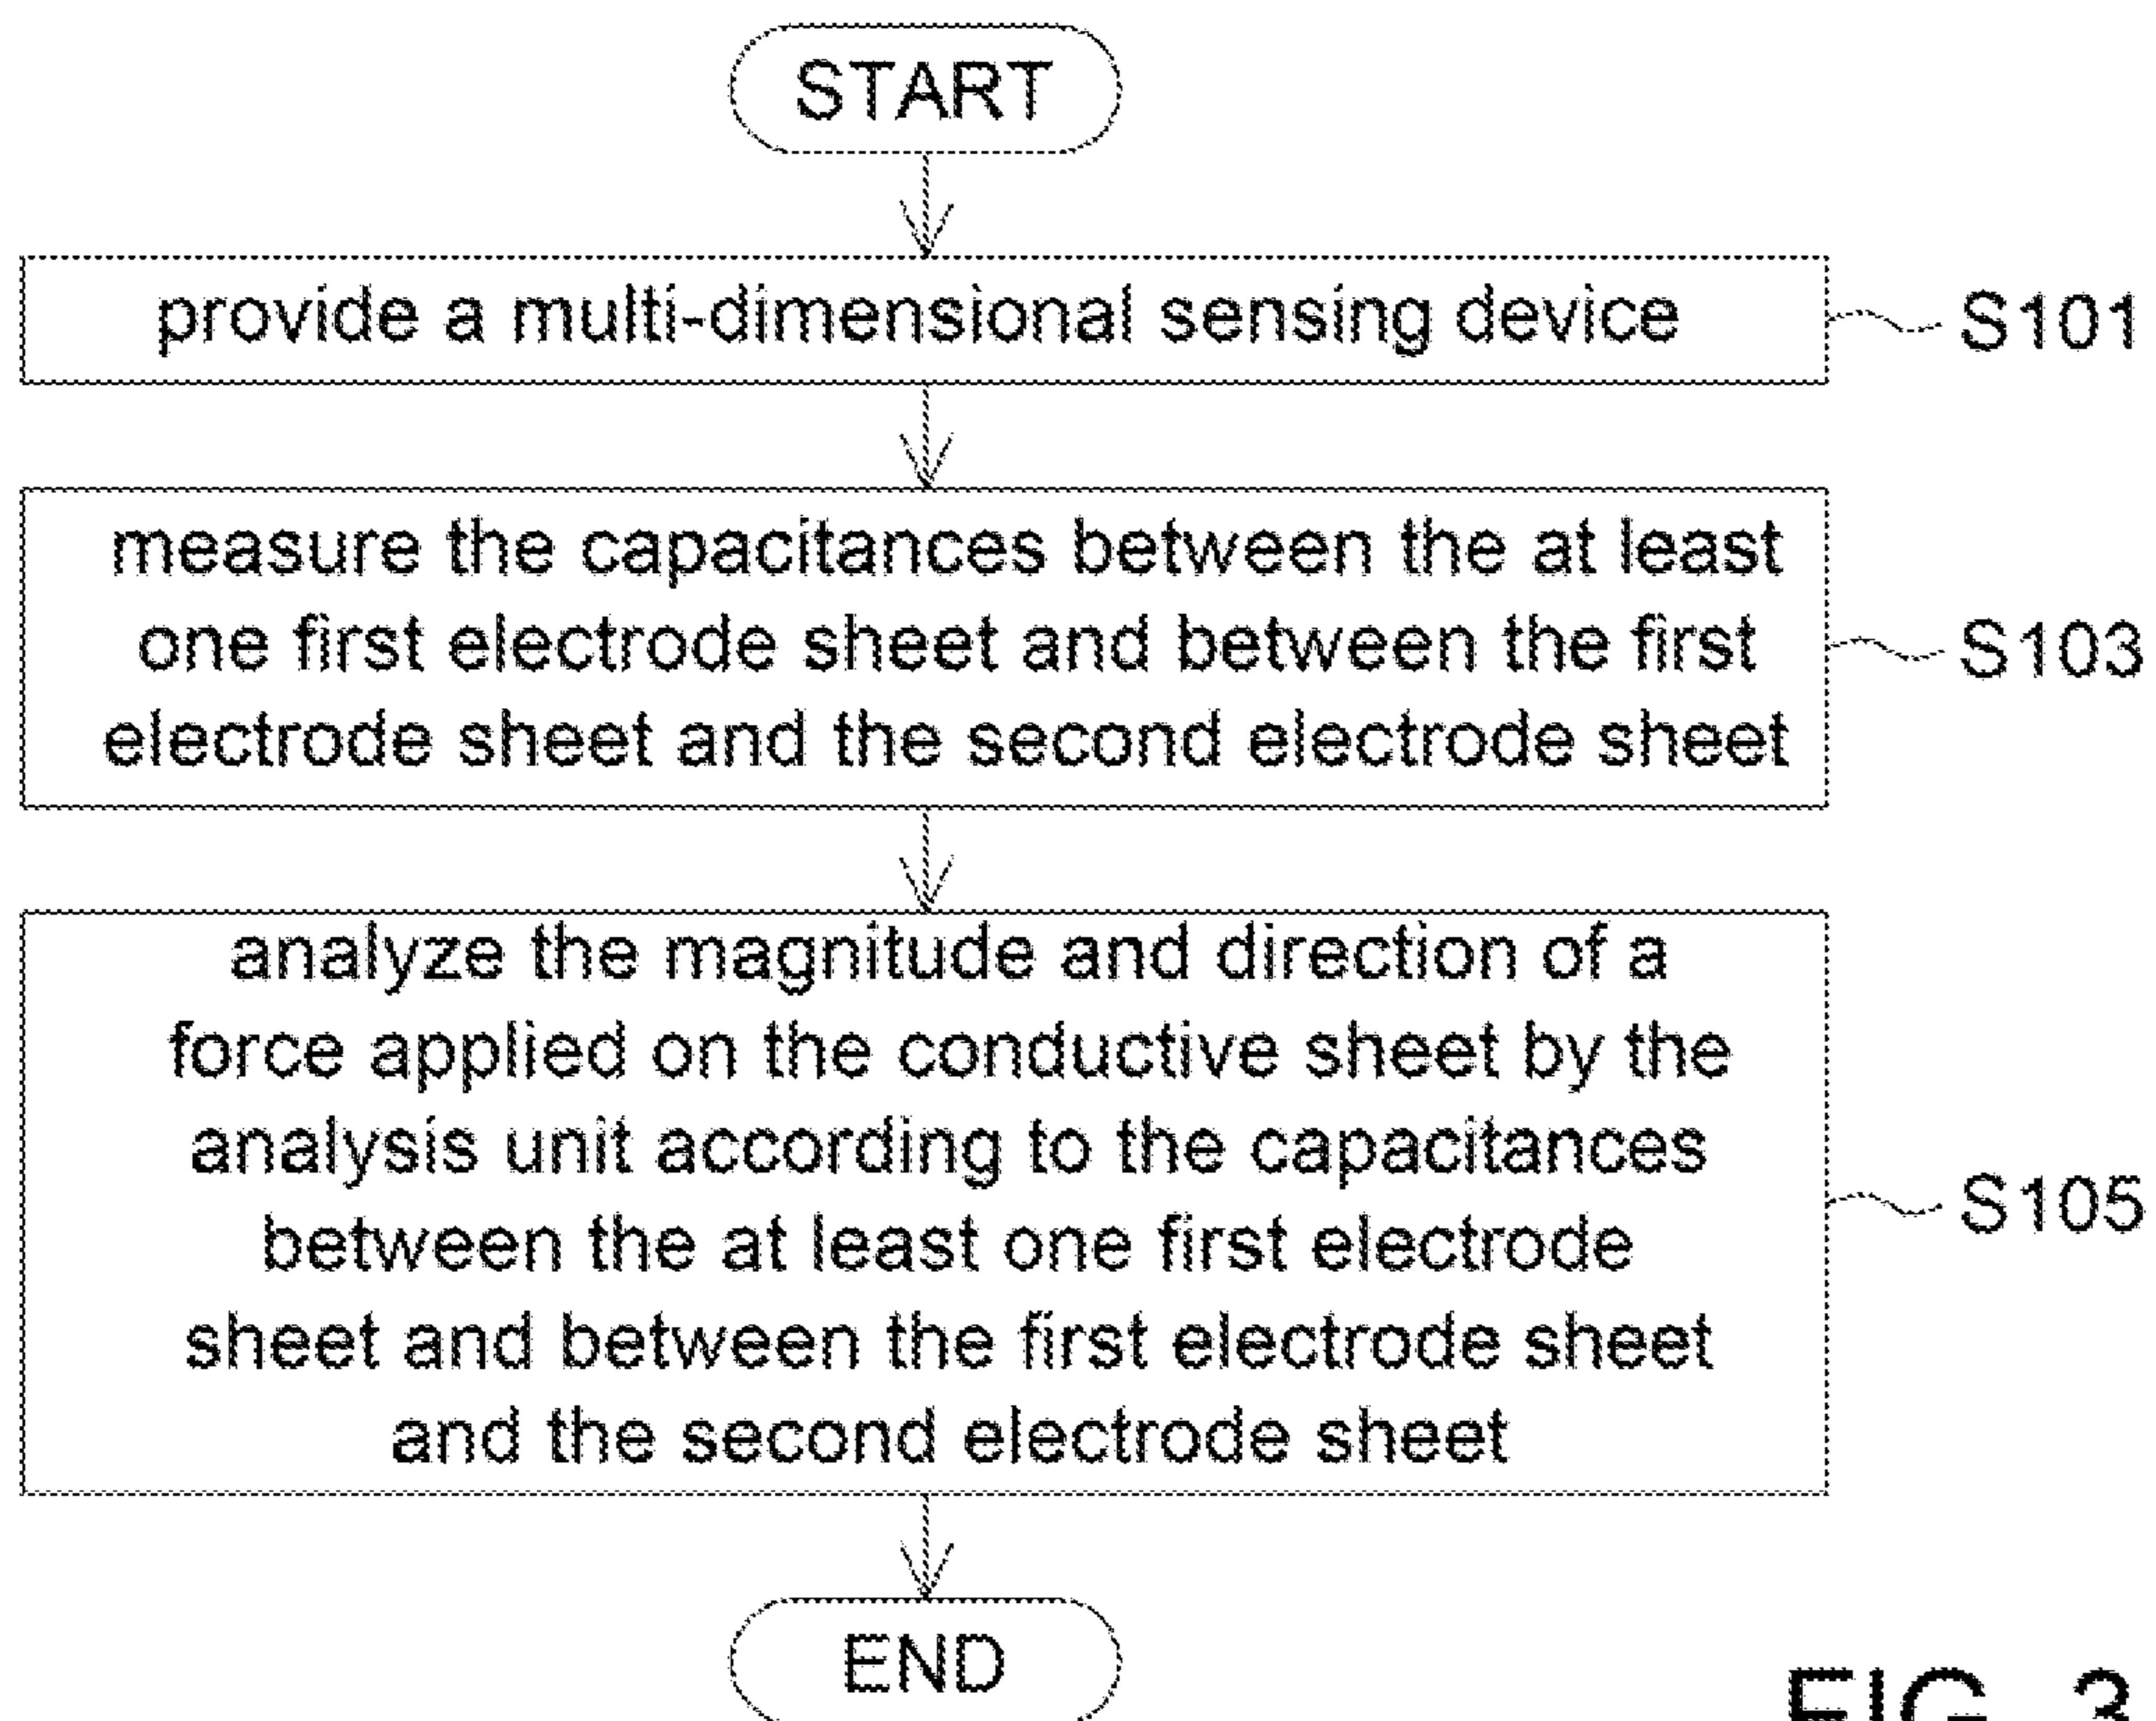 START
provide a multi-dimensional sensing device
S101
measure the capacitances between the at least
one first electrode sheet and between the first
electrode sheet and the second electrode sheet
S103
analyze the magnitude and direction of a
force applied on the conductive sheet by the
analysis unit according to the capacitances
between the at least one first electrode
sheet and between the first electrode sheet
and the second electrode sheet
S105
END
FIG. 3